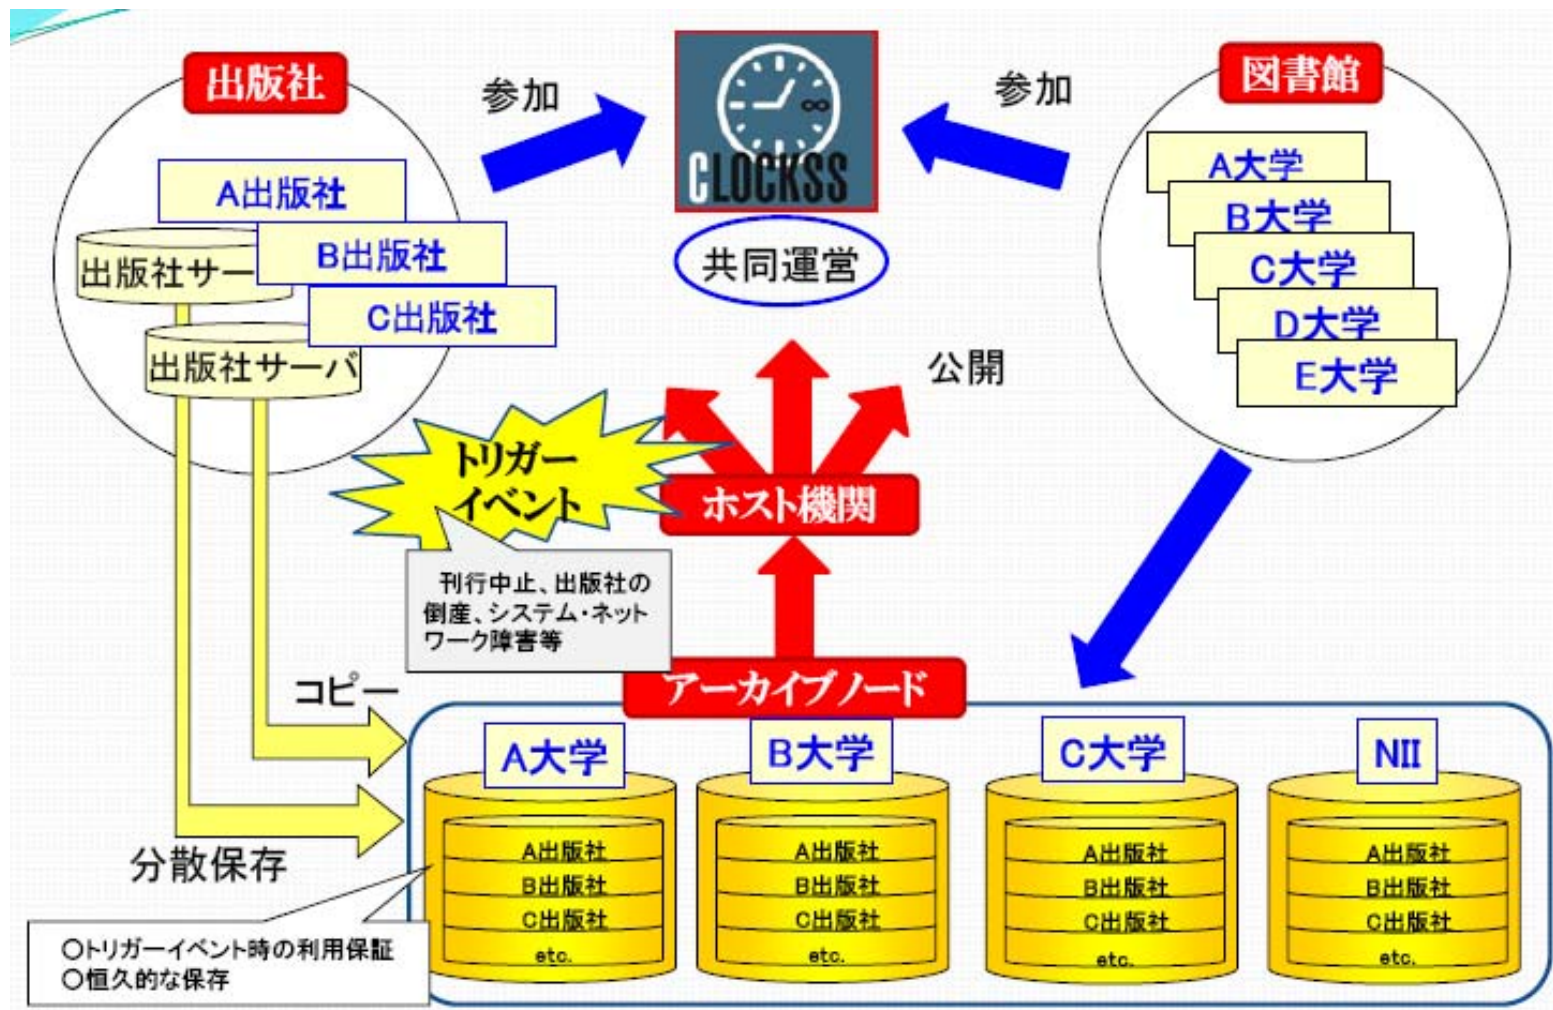 出版社
参加
CLOCKSS
参加
図書館
A出版社
B出版社
C出版社
出版社サー
出版社サーバ
共同運営
A大学
B大学
C大学
D大学
E大学
公開
トリガー
イベント
ホスト機関
刊行中止、出版社の
倒産、システム・ネット
ワーク障害等
コピー
アーカイブノード
分散保存
A大学
A出版社
B出版社
C出版社
etc.
B大学
A出版社
B出版社
C出版社
etc.
C大学
A出版社
B出版社
C出版社
etc.
NII
A出版社
B出版社
C出版社
etc.
○トリガーイベント時の利用保証
○恒久的な保存